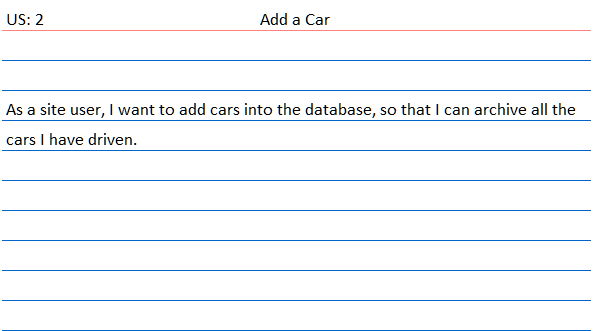 US: 2 Add a Car
As a site user, I want to add cars into the database, so that I can archive all the
cars I have driven.